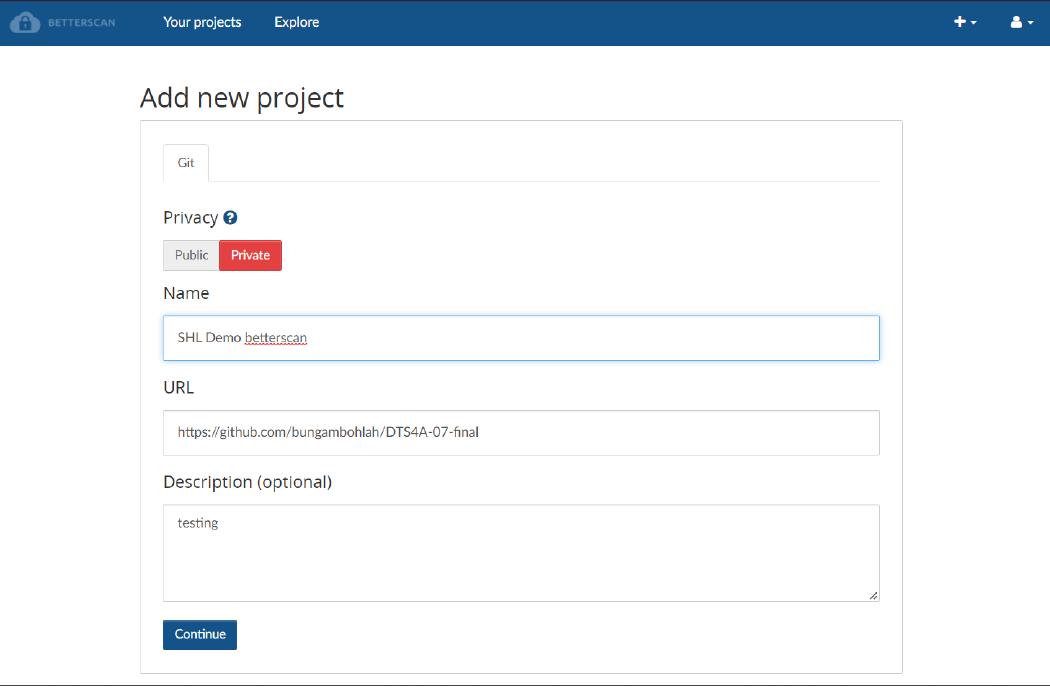 BETTERSCAN Your projects Explore
Add new project
Git
Privacy ?
Public Private
Name
SHL Demo betterscan
URL
https://github.com/bungambohlah/DTS4A-07-final
Description (optional)
testing
Continue